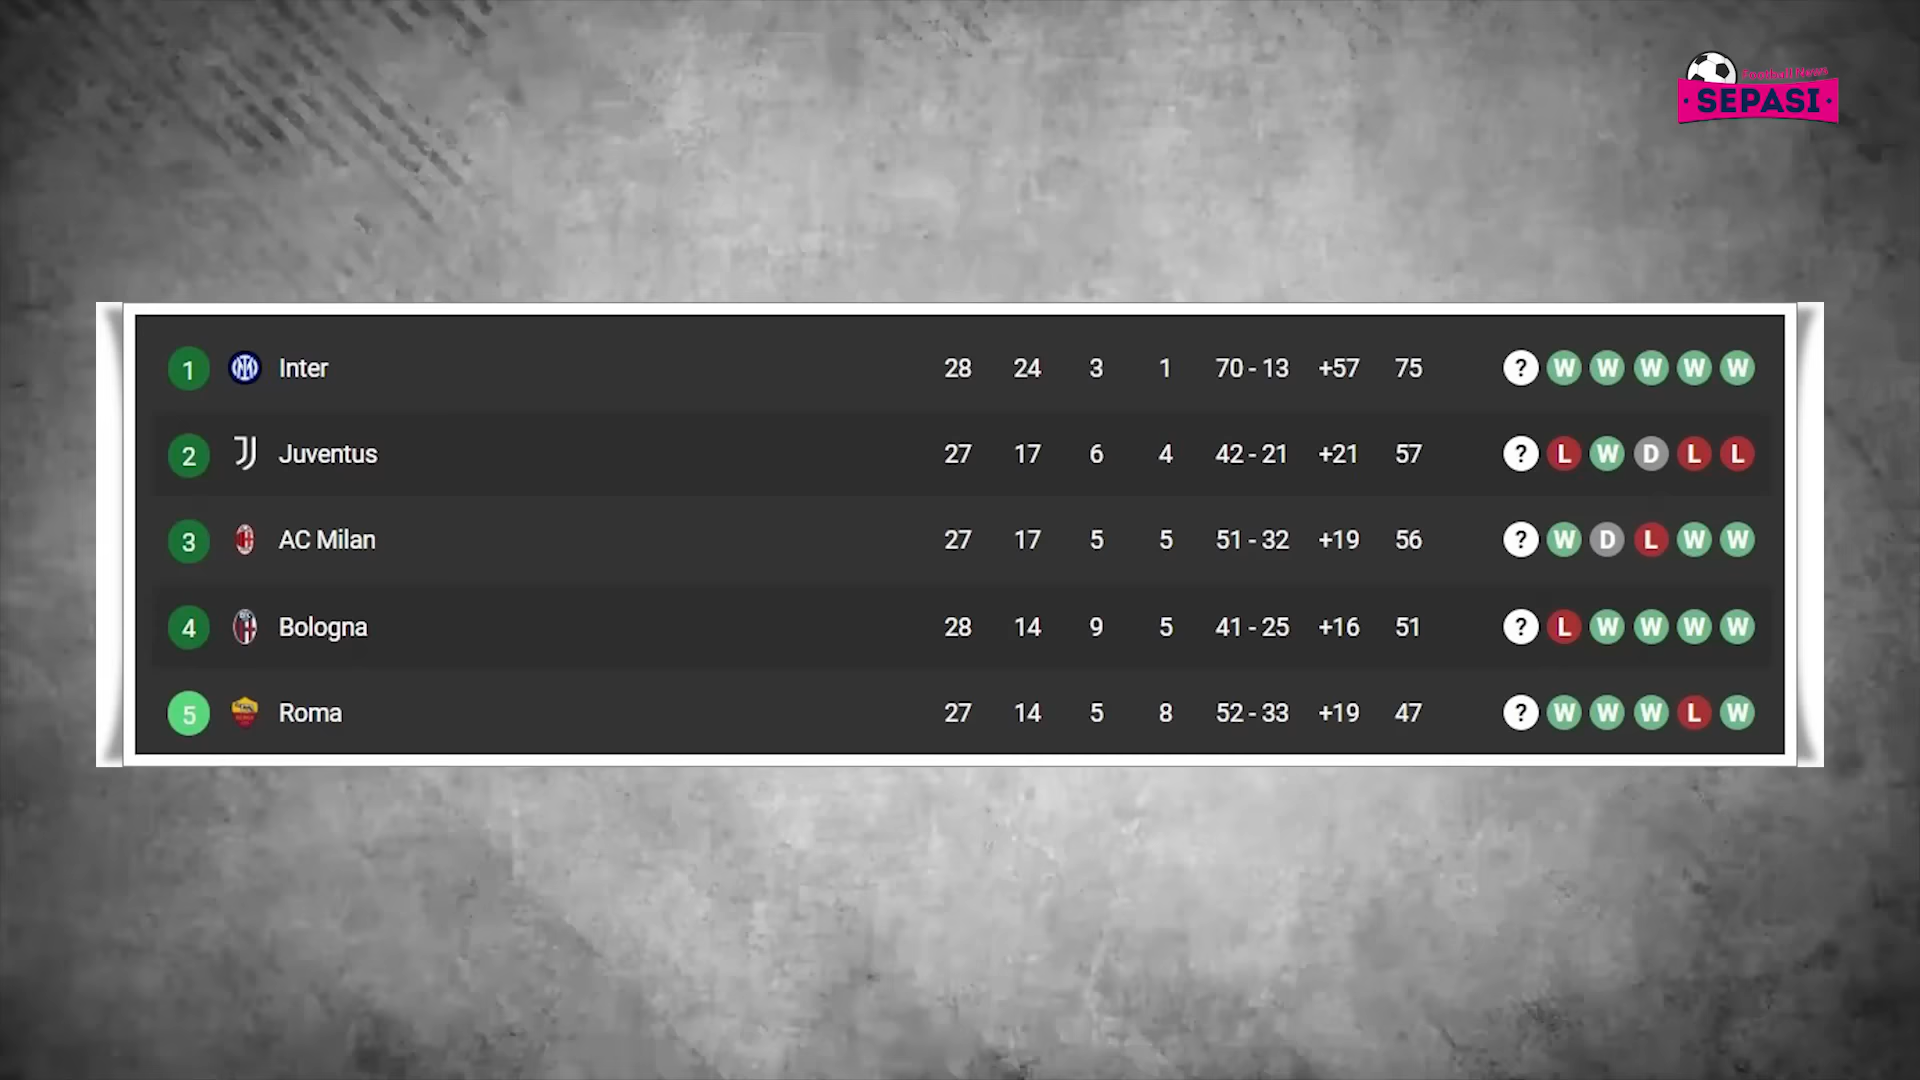 Football News
· SEPASI ·
1 Inter 28 24 3 1 70 - 13 +57 75 ? W W W W W
2 Juventus 27 17 6 4 42 - 21 +21 57 ? L W D L L
3 AC Milan 27 17 5 5 51 - 32 +19 56 ? W D L W W
4 Bologna 28 14 9 5 41 - 25 +16 51 ? L W W W W
5 Roma 27 14 5 8 52 - 33 +19 47 ? W W W L W